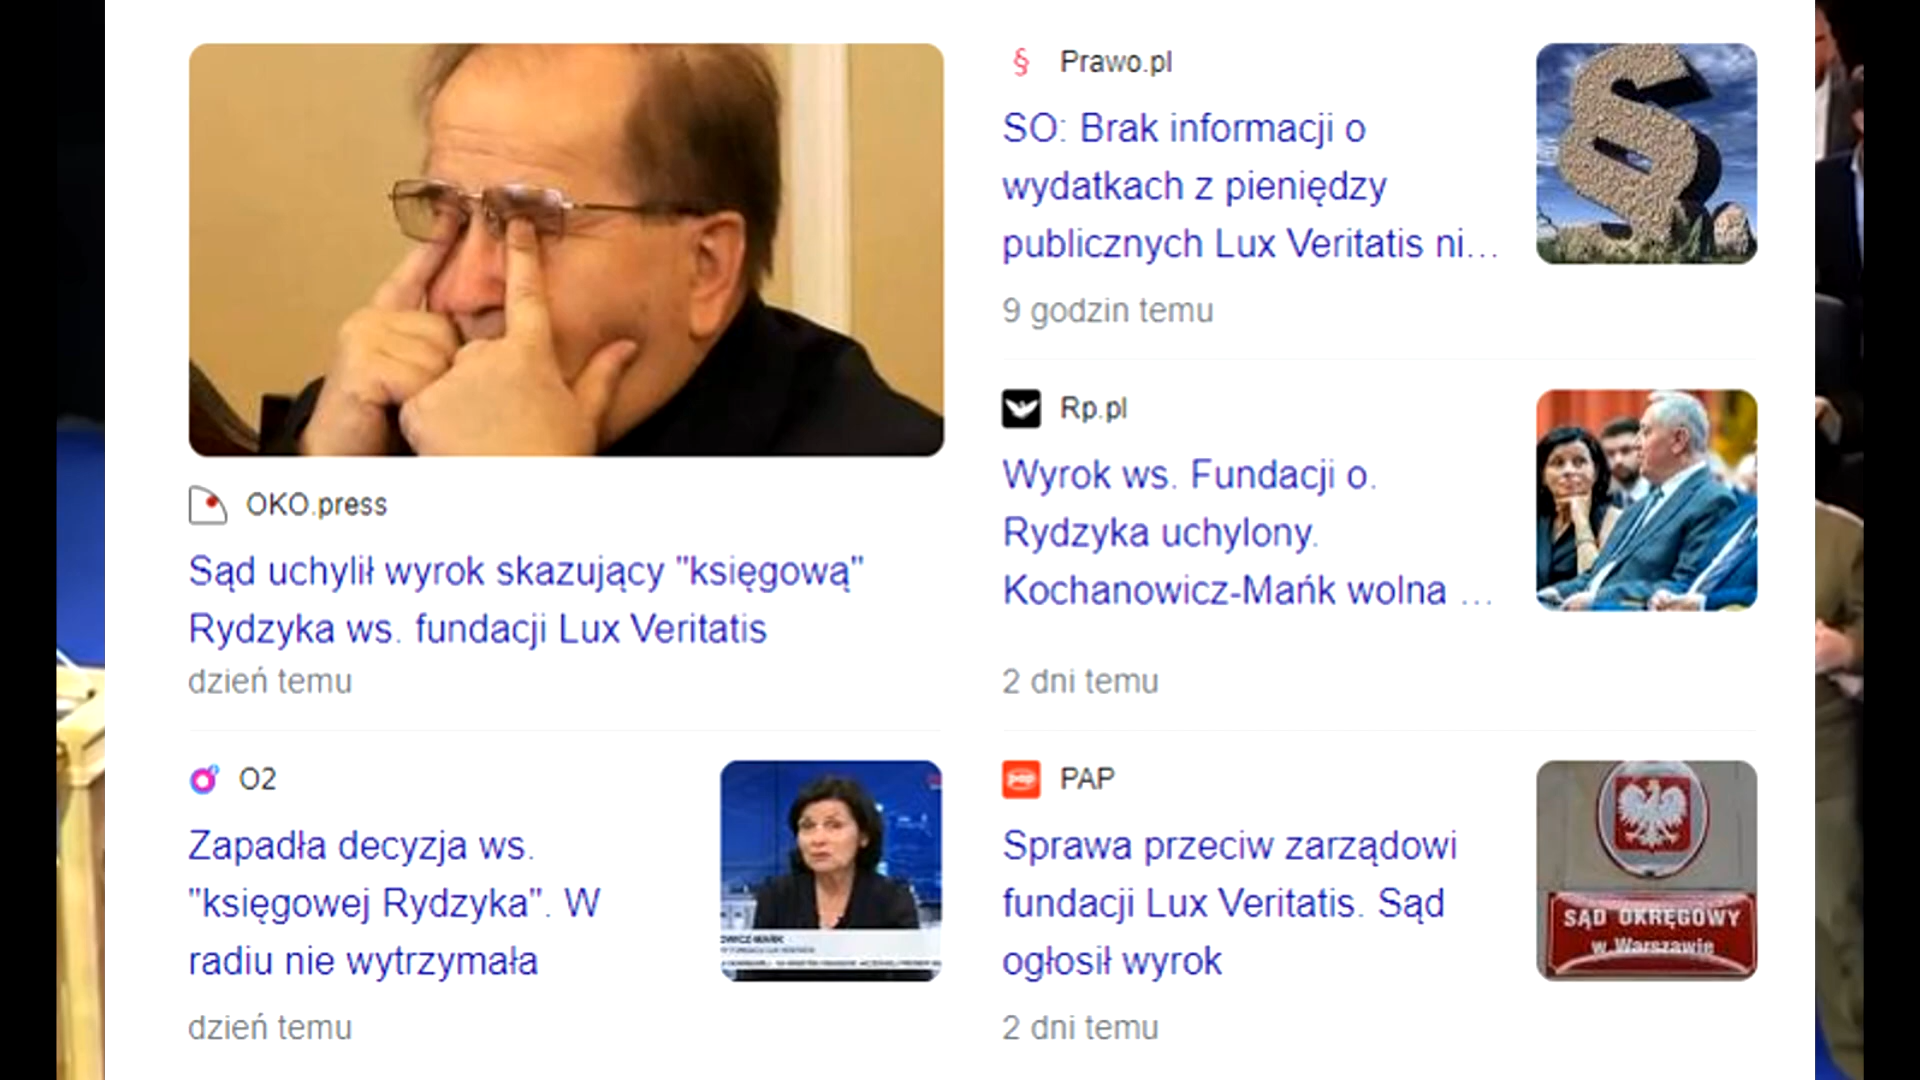 OKO.press
Sąd uchylił wyrok skazujący "księgową"
Rydzyka ws. fundacji Lux Veritatis
dzień temu
O2
Zapadła decyzja ws.
"księgowej Rydzyka". W
radiu nie wytrzymała
dzień temu
OWICZ-MAŃK
§ Prawo.pl
SO: Brak informacji o
wydatkach z pieniędzy
publicznych Lux Veritatis ni...
9 godzin temu
Rp.pl
Wyrok ws. Fundacji o.
Rydzyka uchylony.
Kochanowicz-Mańk wolna ...
2 dni temu
pap PAP
Sprawa przeciw zarządowi
fundacji Lux Veritatis. Sąd
ogłosił wyrok
2 dni temu
SĄD OKRĘGOWY
w Warszawie